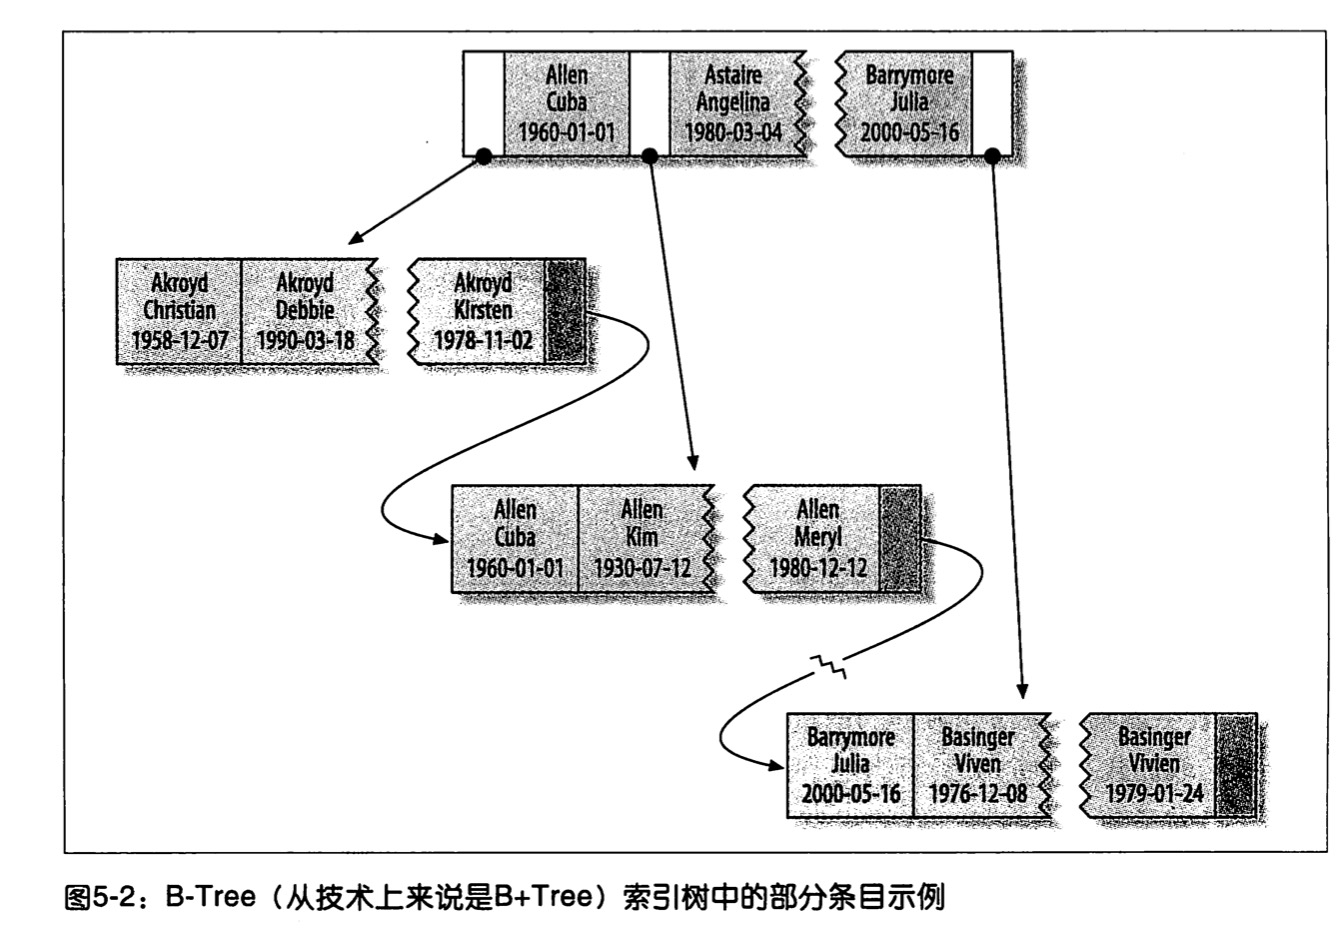 Allen
Cuba
1960-01-01
Astaire
Angelina
1980-03-04
Barrymore
Julia
2000-05-16
Akroyd
Christian
1958-12-07
Akroyd
Debbie
1990-03-18
Akroyd
Kirsten
1978-11-02
Allen
Cuba
1960-01-01
Allen
Kim
1930-07-12
Allen
Meryl
1980-12-12
Barrymore
Julia
2000-05-16
Basinger
Viven
1976-12-08
Basinger
Vivien
1979-01-24
图5-2：B-Tree（从技术上来说是B+Tree）索引树中的部分条目示例